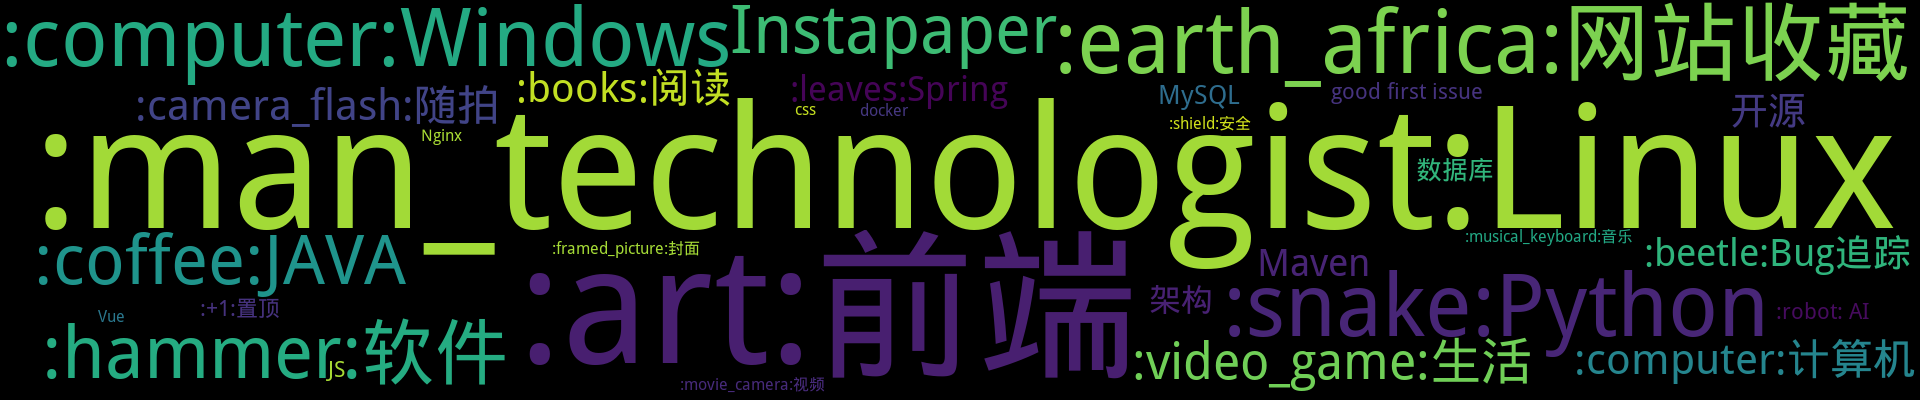 :computer:Windows
Instapaper
:earth_africa:网站收藏
:camera_flash:随拍
:books:阅读
:leaves:Spring
css
docker
MySQL
good first issue
开源
Nginx
:shield:安全
:man_technologist:Linux
数据库
:coffee:JAVA
:framed_picture:封面
:art:前端
:musical_keyboard:音乐
:beetle:Bug追踪
Maven
架构
:snake:Python
:robot: AI
:+1:置顶
Vue
:hammer:软件
JS
:movie_camera:视频
:video_game:生活
:computer:计算机